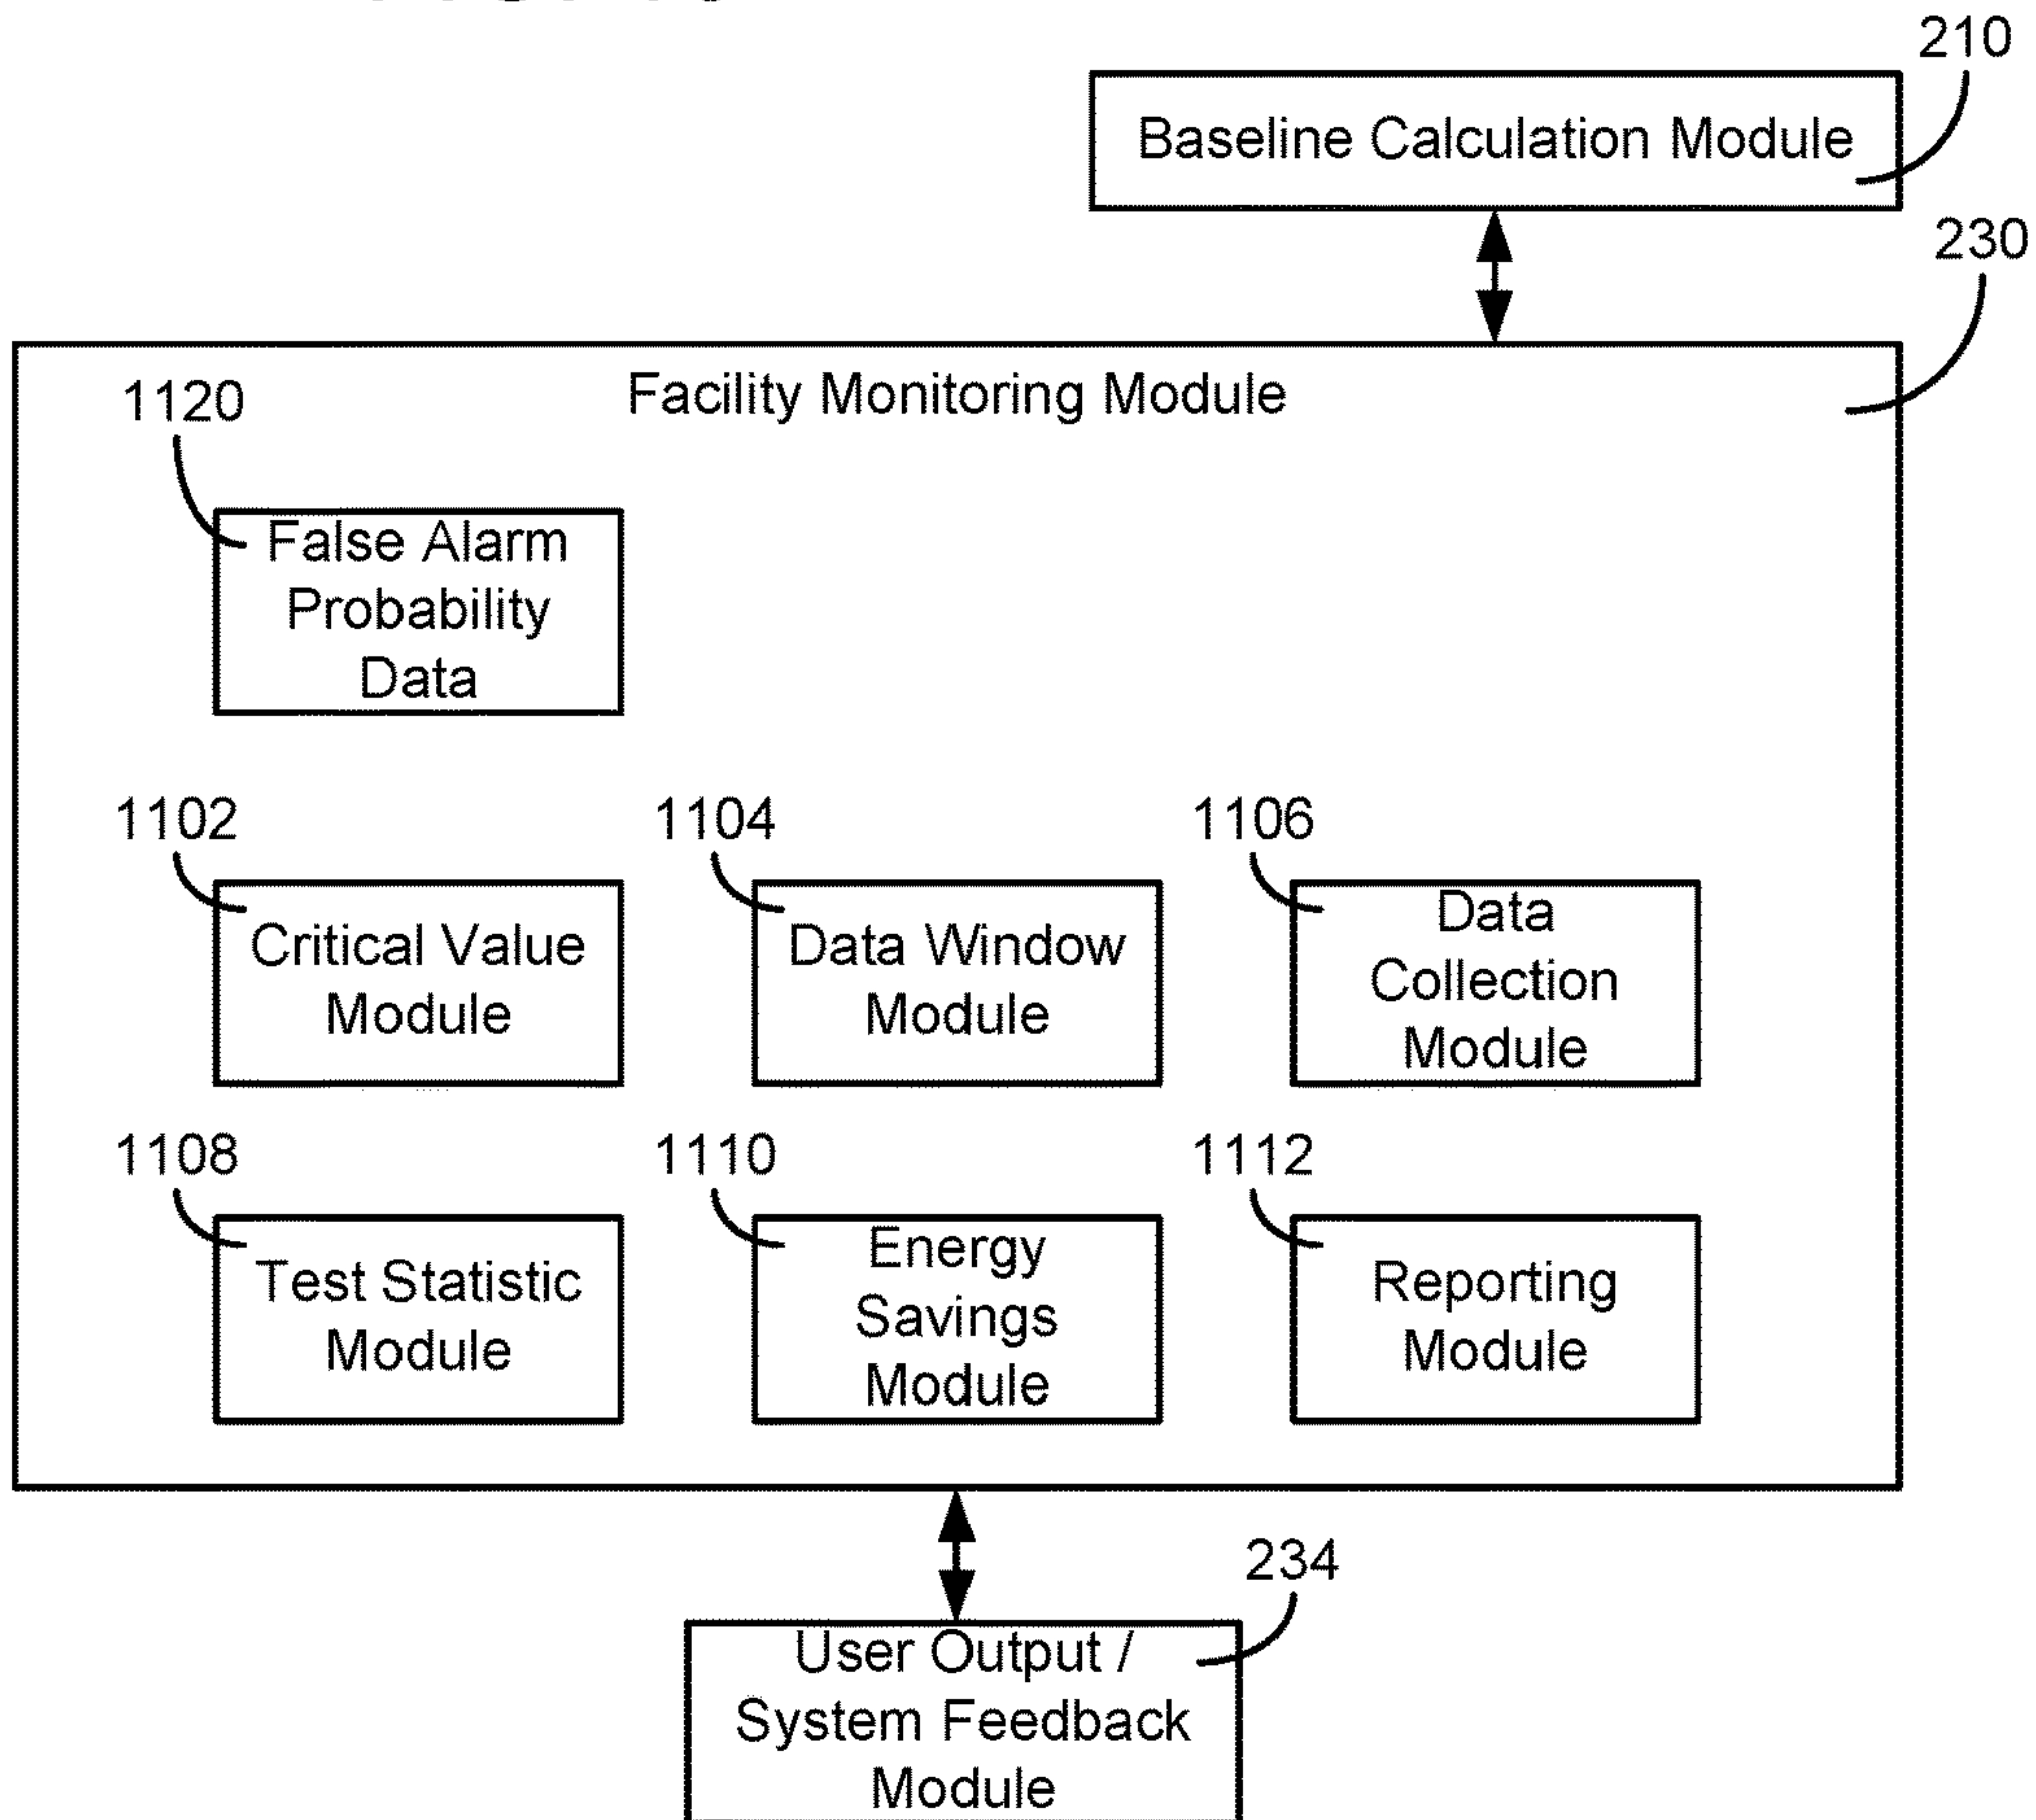 210
Baseline Calculation Module
230
Facility Monitoring Module
1120
False Alarm
Probability
Data
1102
1104
1106
Critical Value
Module
Data Window
Module
Data
Collection
Module
1108
1110
1112
Test Statistic
Module
Energy
Savings
Module
Reporting
Module
234
User Output /
System Feedback
Module